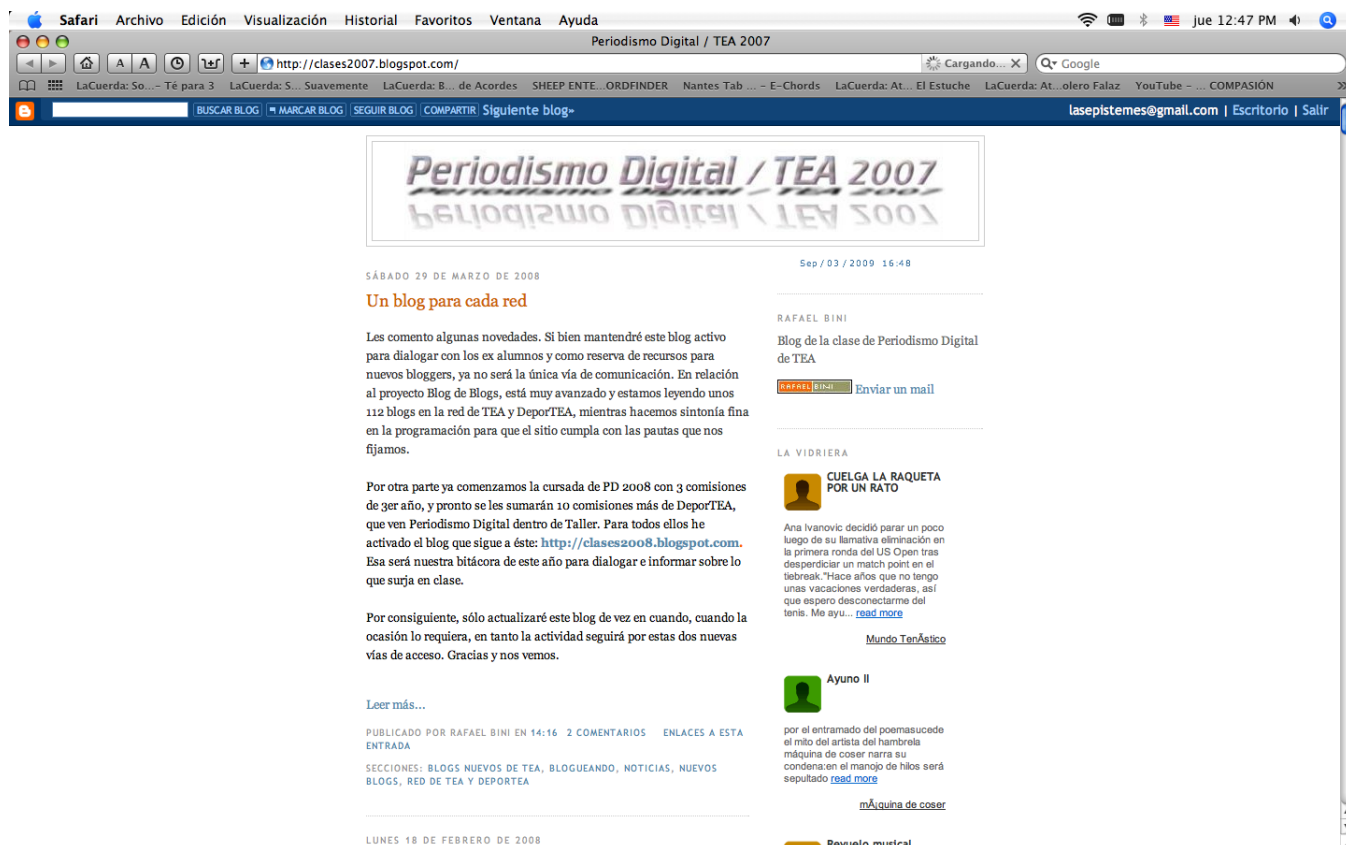 Safari Archivo Edición Visualización Historial Favoritos Ventana Ayuda jue 12:47 PM
Periodismo Digital / TEA 2007
A A + http://clases2007.blogspot.com/ Cargando... X Google
LaCuerda: So...- Té para 3 LaCuerda: S... Suavemente LaCuerda: B... de Acordes SHEEP ENTE...ORDFINDER Nantes Tab ... – E-Chords LaCuerda: At... El Estuche LaCuerda: At...olero Falaz YouTube – ... COMPASIÓN »
BUSCAR BLOG MARCAR BLOG SEGUIR BLOG COMPARTIR Siguiente blog» lasepistemes@gmail.com | Escritorio | Salir
Periodismo Digital / TEA 2007
SÁBADO 29 DE MARZO DE 2008
Un blog para cada red
Les comento algunas novedades. Si bien mantendré este blog activo
para dialogar con los ex alumnos y como reserva de recursos para
nuevos bloggers, ya no será la única vía de comunicación. En relación
al proyecto Blog de Blogs, está muy avanzado y estamos leyendo unos
112 blogs en la red de TEA y DeporTEA, mientras hacemos sintonía fina
en la programación para que el sitio cumpla con las pautas que nos
fijamos.
Por otra parte ya comenzamos la cursada de PD 2008 con 3 comisiones
de 3er año, y pronto se les sumarán 10 comisiones más de DeporTEA,
que ven Periodismo Digital dentro de Taller. Para todos ellos he
activado el blog que sigue a éste: http://clases2008.blogspot.com.
Esa será nuestra bitácora de este año para dialogar e informar sobre lo
que surja en clase.
Por consiguiente, sólo actualizaré este blog de vez en cuando, cuando la
ocasión lo requiera, en tanto la actividad seguirá por estas dos nuevas
vías de acceso. Gracias y nos vemos.
Leer más...
PUBLICADO POR RAFAEL BINI EN 14:16 2 COMENTARIOS ENLACES A ESTA
ENTRADA
SECCIONES: BLOGS NUEVOS DE TEA, BLOGUEANDO, NOTICIAS, NUEVOS
BLOGS, RED DE TEA Y DEPORTEA
LUNES 18 DE FEBRERO DE 2008
Sep/03/2009 16:48
RAFAEL BINI
Blog de la clase de Periodismo Digital
de TEA
RAFAEL BINI Enviar un mail
LA VIDRIERA
CUELGA LA RAQUETA
POR UN RATO
Ana Ivanovic decidió parar un poco
luego de su llamativa eliminación en
la primera ronda del US Open tras
desperdiciar un match point en el
tiebreak."Hace años que no tengo
unas vacaciones verdaderas, así
que espero desconectarme del
tenis. Me ayu... read more
Mundo TenÃstico
Ayuno II
por el entramado del poemasucede
el mito del artista del hambrela
máquina de coser narra su
condena:en el manojo de hilos será
sepultado read more
mÃ¡quina de coser
Revuelo musical